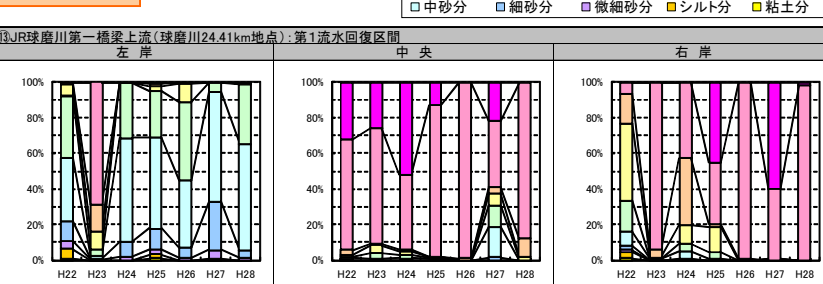 中砂分 細砂分 微細砂分 シルト分 粘土分
⑬JR球磨川第一橋梁上流(球磨川24.41km地点):第1流水回復区間
左 岸 中 央 右 岸
100% 100% 100%
80% 80% 80%
60% 60% 60%
40% 40% 40%
20% 20% 20%
0% 0% 0%
H22 H23 H24 H25 H26 H27 H28 H22 H23 H24 H25 H26 H27 H28 H22 H23 H24 H25 H26 H27 H28